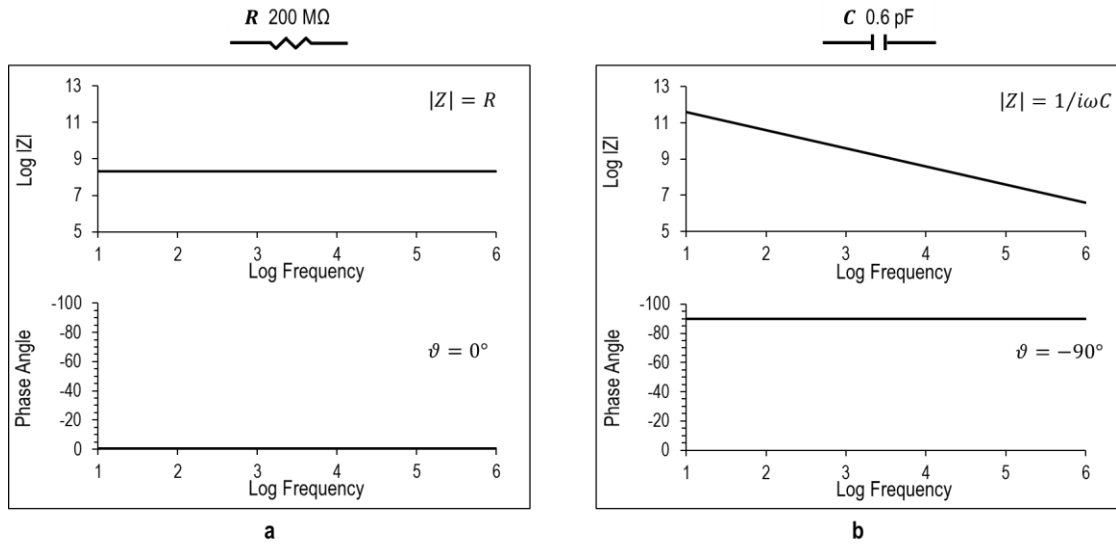 R 200 MΩ
13
11
9
7
5
Log |Z|
|Z| = R
1 2 3 4 5 6
Log Frequency
-100
-80
-60
-40
-20
0
Phase Angle
𝜗 = 0°
1 2 3 4 5 6
Log Frequency
a
C 0.6 pF
13
11
9
7
5
Log |Z|
|Z| = 1/iωC
1 2 3 4 5 6
Log Frequency
-100
-80
-60
-40
-20
0
Phase Angle
𝜗 = −90°
1 2 3 4 5 6
Log Frequency
b